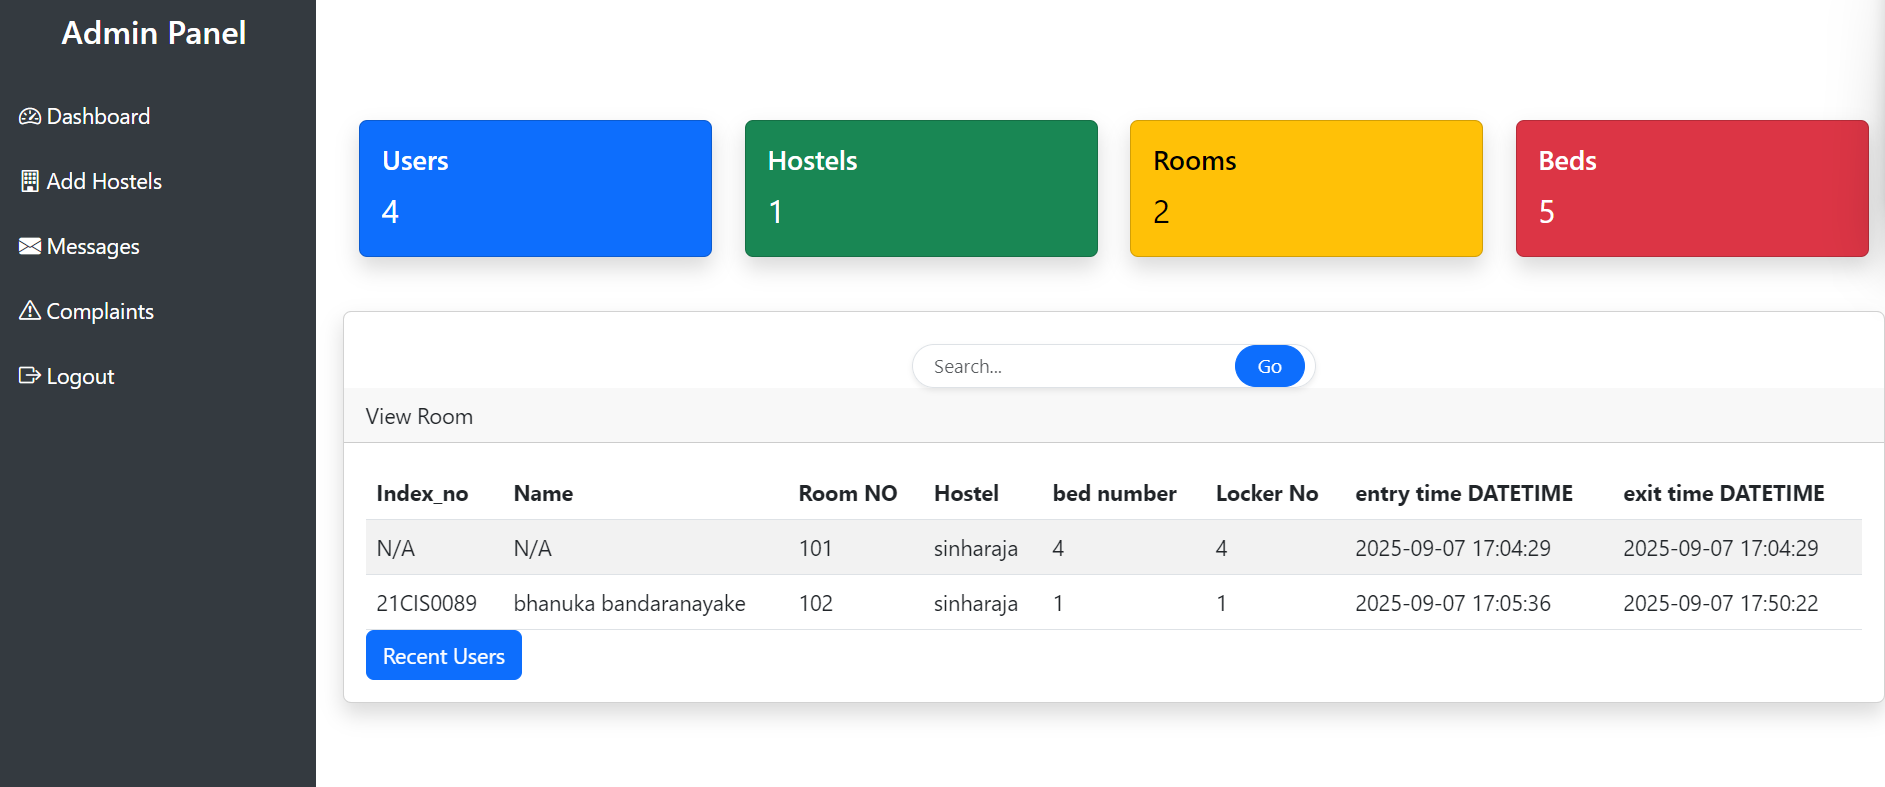 Admin Panel
Dashboard
Add Hostels
Messages
Complaints
Logout
Users
4
Hostels
1
Rooms
2
Beds
5
Search...
Go
View Room
Index_no Name Room NO Hostel bed number Locker No entry time DATETIME exit time DATETIME
N/A N/A 101 sinharaja 4 4 2025-09-07 17:04:29 2025-09-07 17:04:29
21CIS0089 bhanuka bandaranayake 102 sinharaja 1 1 2025-09-07 17:05:36 2025-09-07 17:50:22
Recent Users